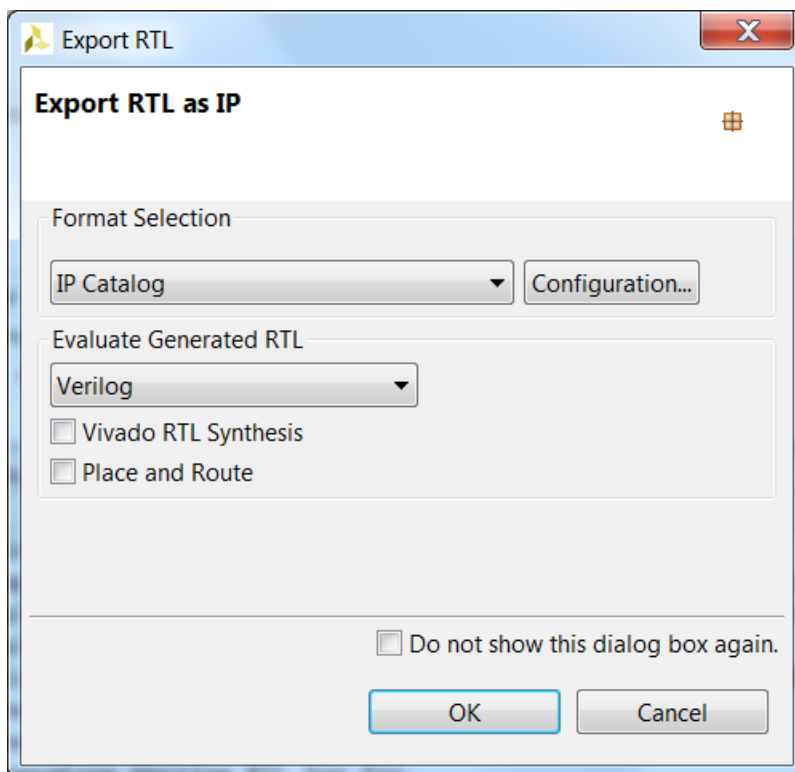 Export RTL
Export RTL as IP
Format Selection
IP Catalog
Configuration...
Evaluate Generated RTL
Verilog
Vivado RTL Synthesis
Place and Route
Do not show this dialog box again.
OK
Cancel